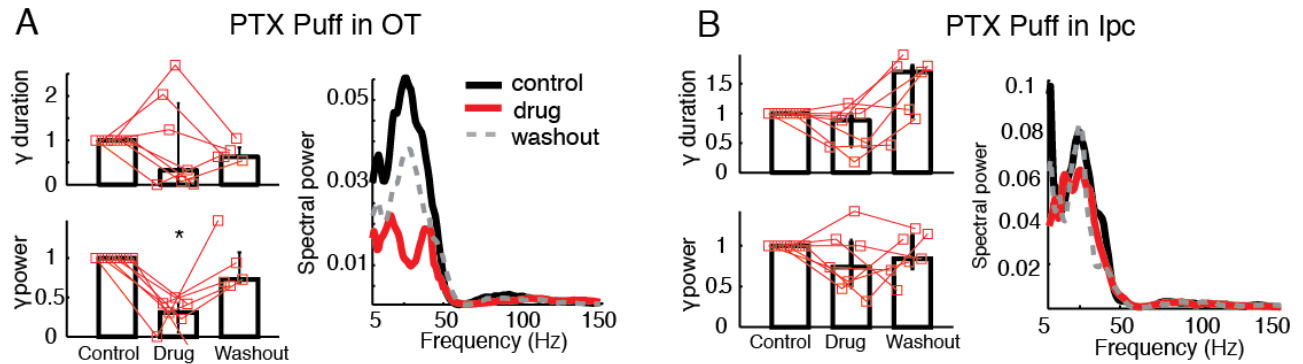 A
PTX Puff in OT
γ duration
2
1
0
γ power
1
0.5
0
*
Control Drug Washout
Spectral power
0.05
0.03
0.01
control
drug
washout
5 50 100 150
Frequency (Hz)
B
PTX Puff in Ipc
γ duration
1.5
1
0.5
0
γ power
1
0.5
0
Control Drug Washout
Spectral power
0.1
0.08
0.06
0.04
0.02
5 50 100 150
Frequency (Hz)